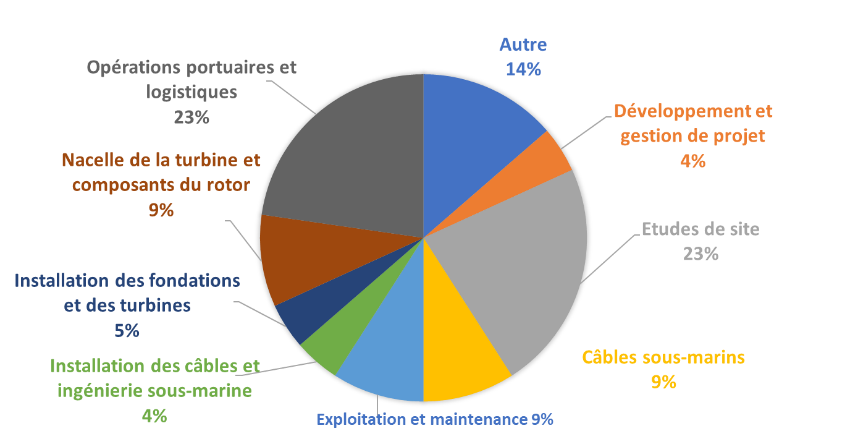 Autre
14%
Développement et
gestion de projet
4%
Etudes de site
23%
Câbles sous-marins
9%
Exploitation et maintenance 9%
Installation des câbles et
ingénierie sous-marine
4%
Installation des fondations
et des turbines
5%
Nacelle de la turbine et
composants du rotor
9%
Opérations portuaires et
logistiques
23%